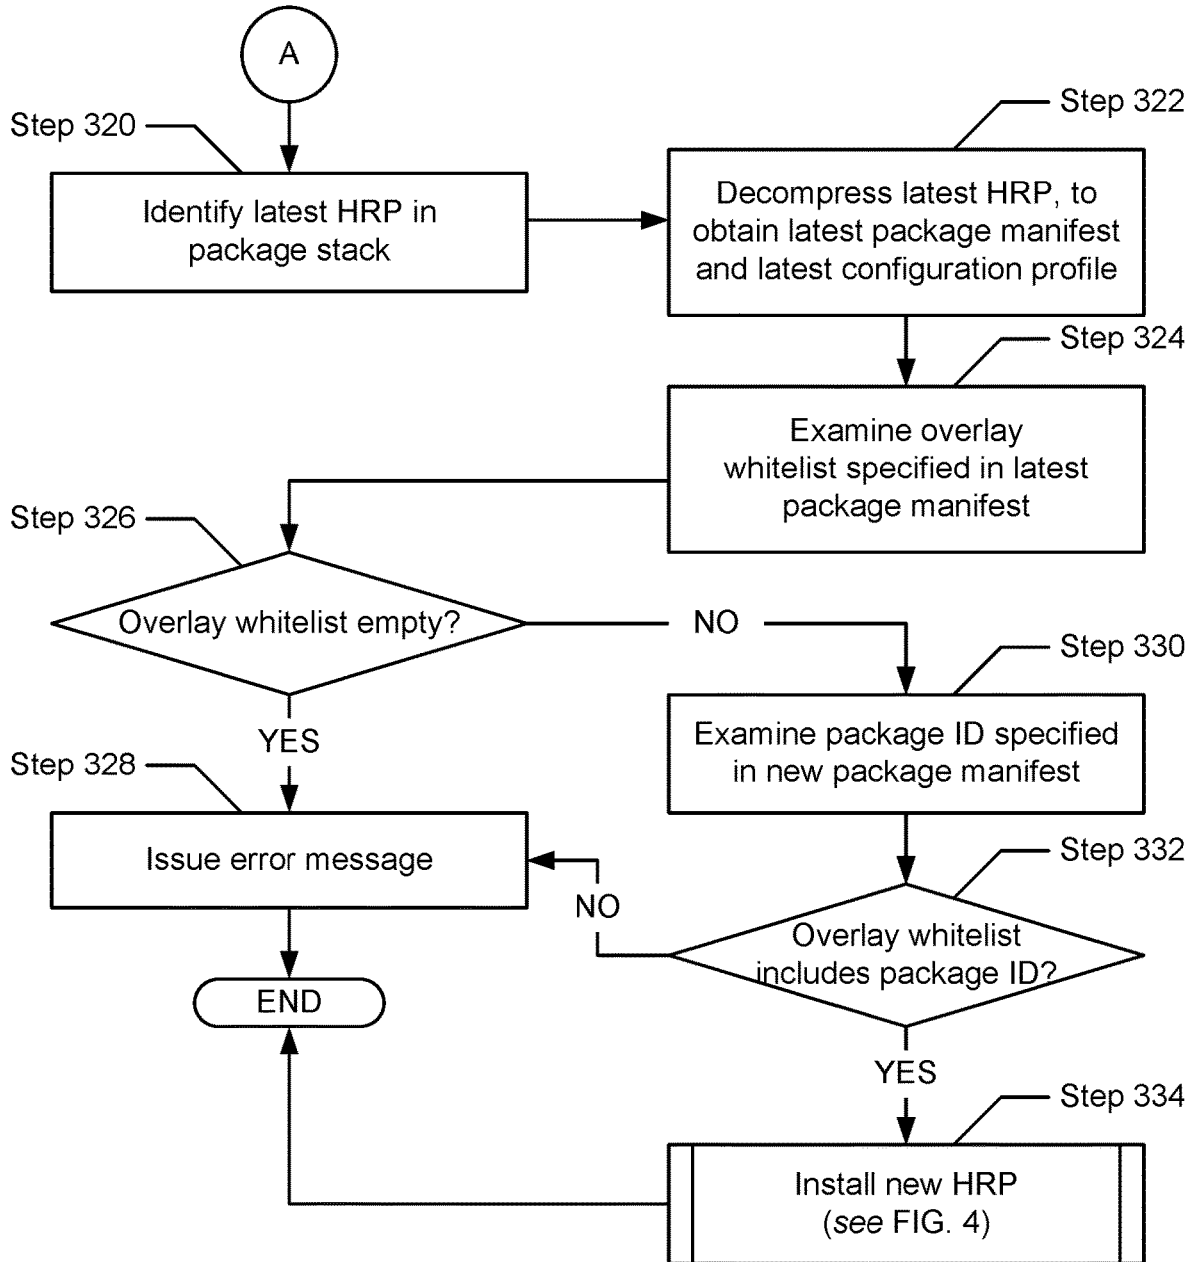 A
Step 320
Identify latest HRP in
package stack
Step 322
Decompress latest HRP, to
obtain latest package manifest
and latest configuration profile
Step 324
Examine overlay
whitelist specified in latest
package manifest
Step 326
Overlay whitelist empty?
NO
YES
Step 330
Examine package ID specified
in new package manifest
Step 328
Issue error message
Step 332
Overlay whitelist
includes package ID?
NO
END
YES
Step 334
Install new HRP
(see FIG. 4)